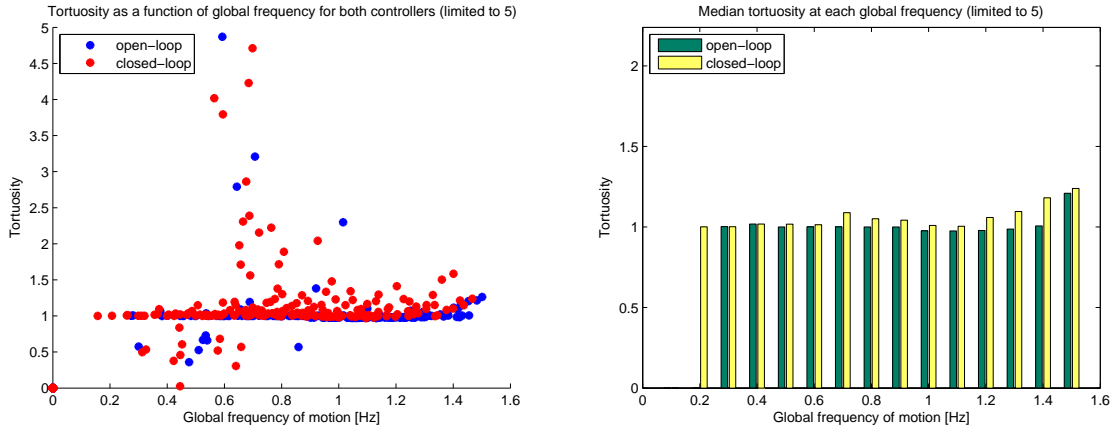 Tortuosity as a function of global frequency for both controllers (limited to 5)
open−loop
closed−loop
Tortuosity
5
4.5
4
3.5
3
2.5
2
1.5
1
0.5
0
0 0.2 0.4 0.6 0.8 1 1.2 1.4 1.6
Global frequency of motion [Hz]
Median tortuosity at each global frequency (limited to 5)
open−loop
closed−loop
Tortuosity
2
1.5
1
0.5
0
0 0.2 0.4 0.6 0.8 1 1.2 1.4 1.6
Global frequency of motion [Hz]